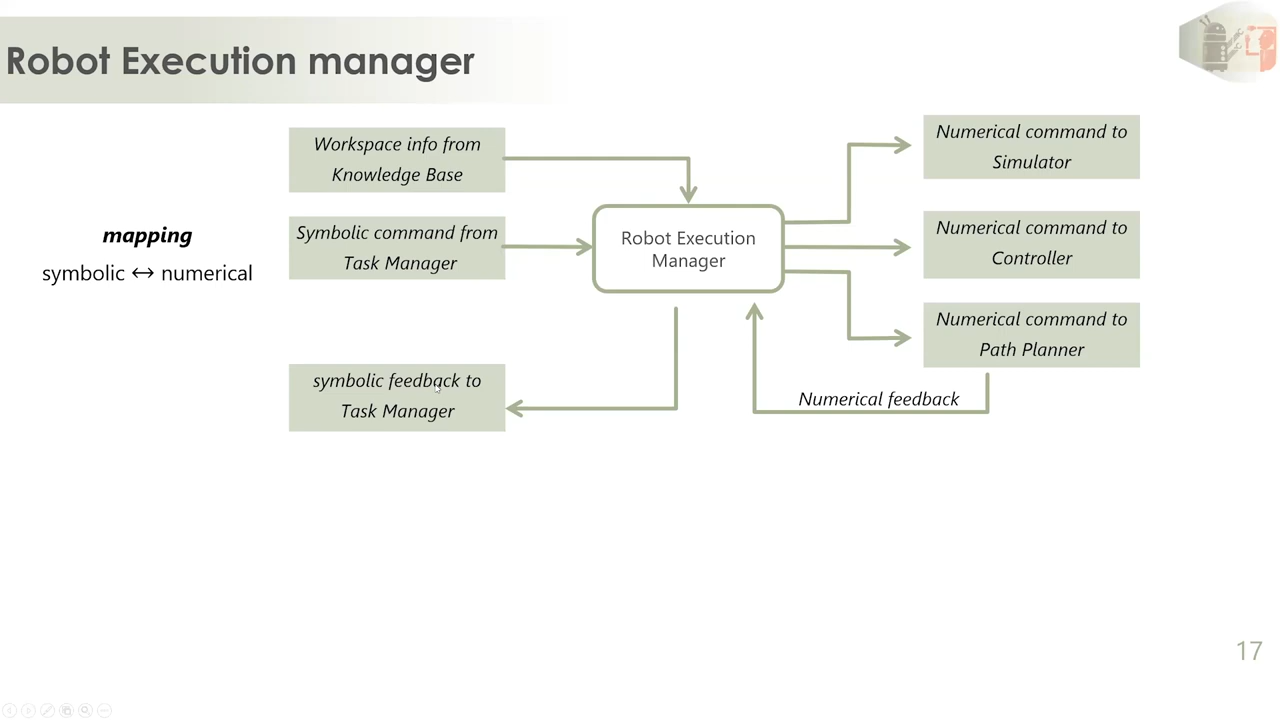 Robot Execution manager
Workspace info from
Knowledge Base
Numerical command to
Simulator
mapping
symbolic ↔ numerical
Symbolic command from
Task Manager
Robot Execution
Manager
Numerical command to
Controller
Numerical command to
Path Planner
symbolic feedback to
Task Manager
Numerical feedback
17